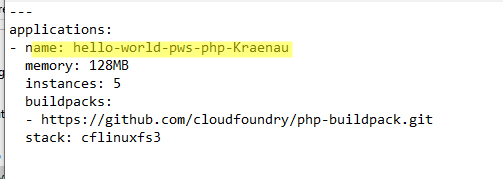 ---
applications:
- name: hello-world-pws-php-Kraenau
  memory: 128MB
  instances: 5
  buildpacks:
  - https://github.com/cloudfoundry/php-buildpack.git
  stack: cflinuxfs3